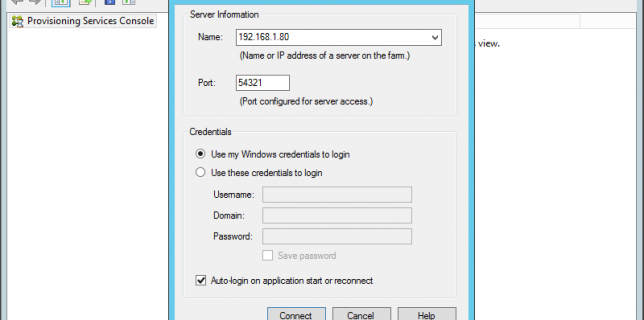 Provisioning Services Console
view.
Server Information
Name: 192.168.1.80
(Name or IP address of a server on the farm.)
Port: 54321
(Port configured for server access.)
Credentials
Use my Windows credentials to login
Use these credentials to login
Username:
Domain:
Password:
Save password
Auto-login on application start or reconnect
Connect Cancel Help